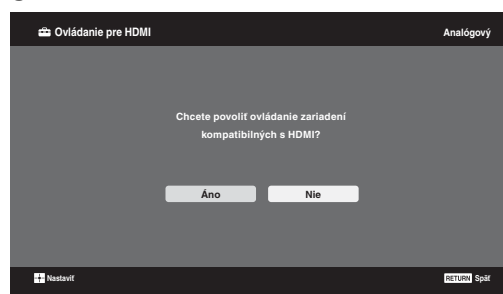 Ovládanie pre HDMI
Analógový
Chcete povoliť ovládanie zariadení
kompatibilných s HDMI?
Áno
Nie
Nastaviť
RETURN Späť